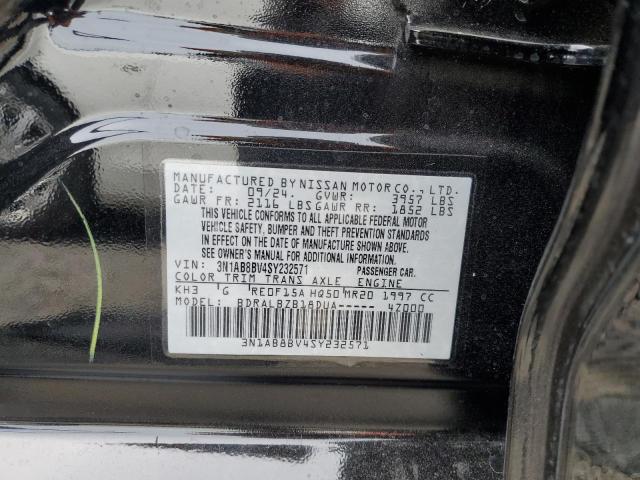 MANUFACTURED BY NISSAN MOTOR CO., LTD.
DATE: 09/24 GVWR: 3957 LBS
GAWR FR: 2116 LBS GAWR RR: 1852 LBS
THIS VEHICLE CONFORMS TO ALL APPLICABLE FEDERAL MOTOR
VEHICLE SAFETY, BUMPER AND THEFT PREVENTION
STANDARDS IN EFFECT ON THE
DATE OF MANUFACTURE SHOWN ABOVE.
SEE OWNER'S MANUAL FOR ADDITIONAL INFORMATION.
VIN: 3N1AB8BV4SY232571 PASSENGER CAR.
COLOR TRIM TRANS AXLE ENGINE
KH3 G RE0F15A HQ50 MR20 1997 CC
MODEL: BDRALBZB18DUA----- 4Z000
3N1AB8BV4SY232571